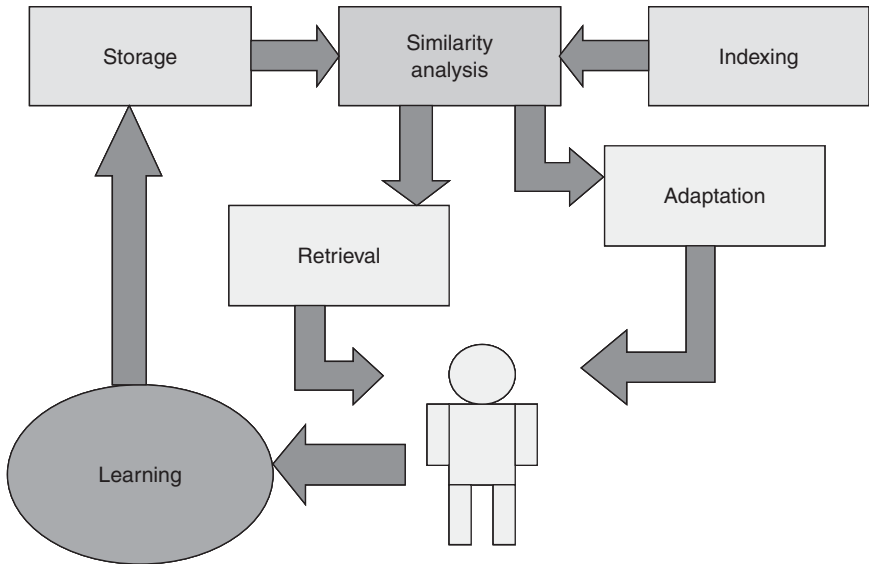 Storage
Similarity
analysis
Indexing
Adaptation
Retrieval
Learning